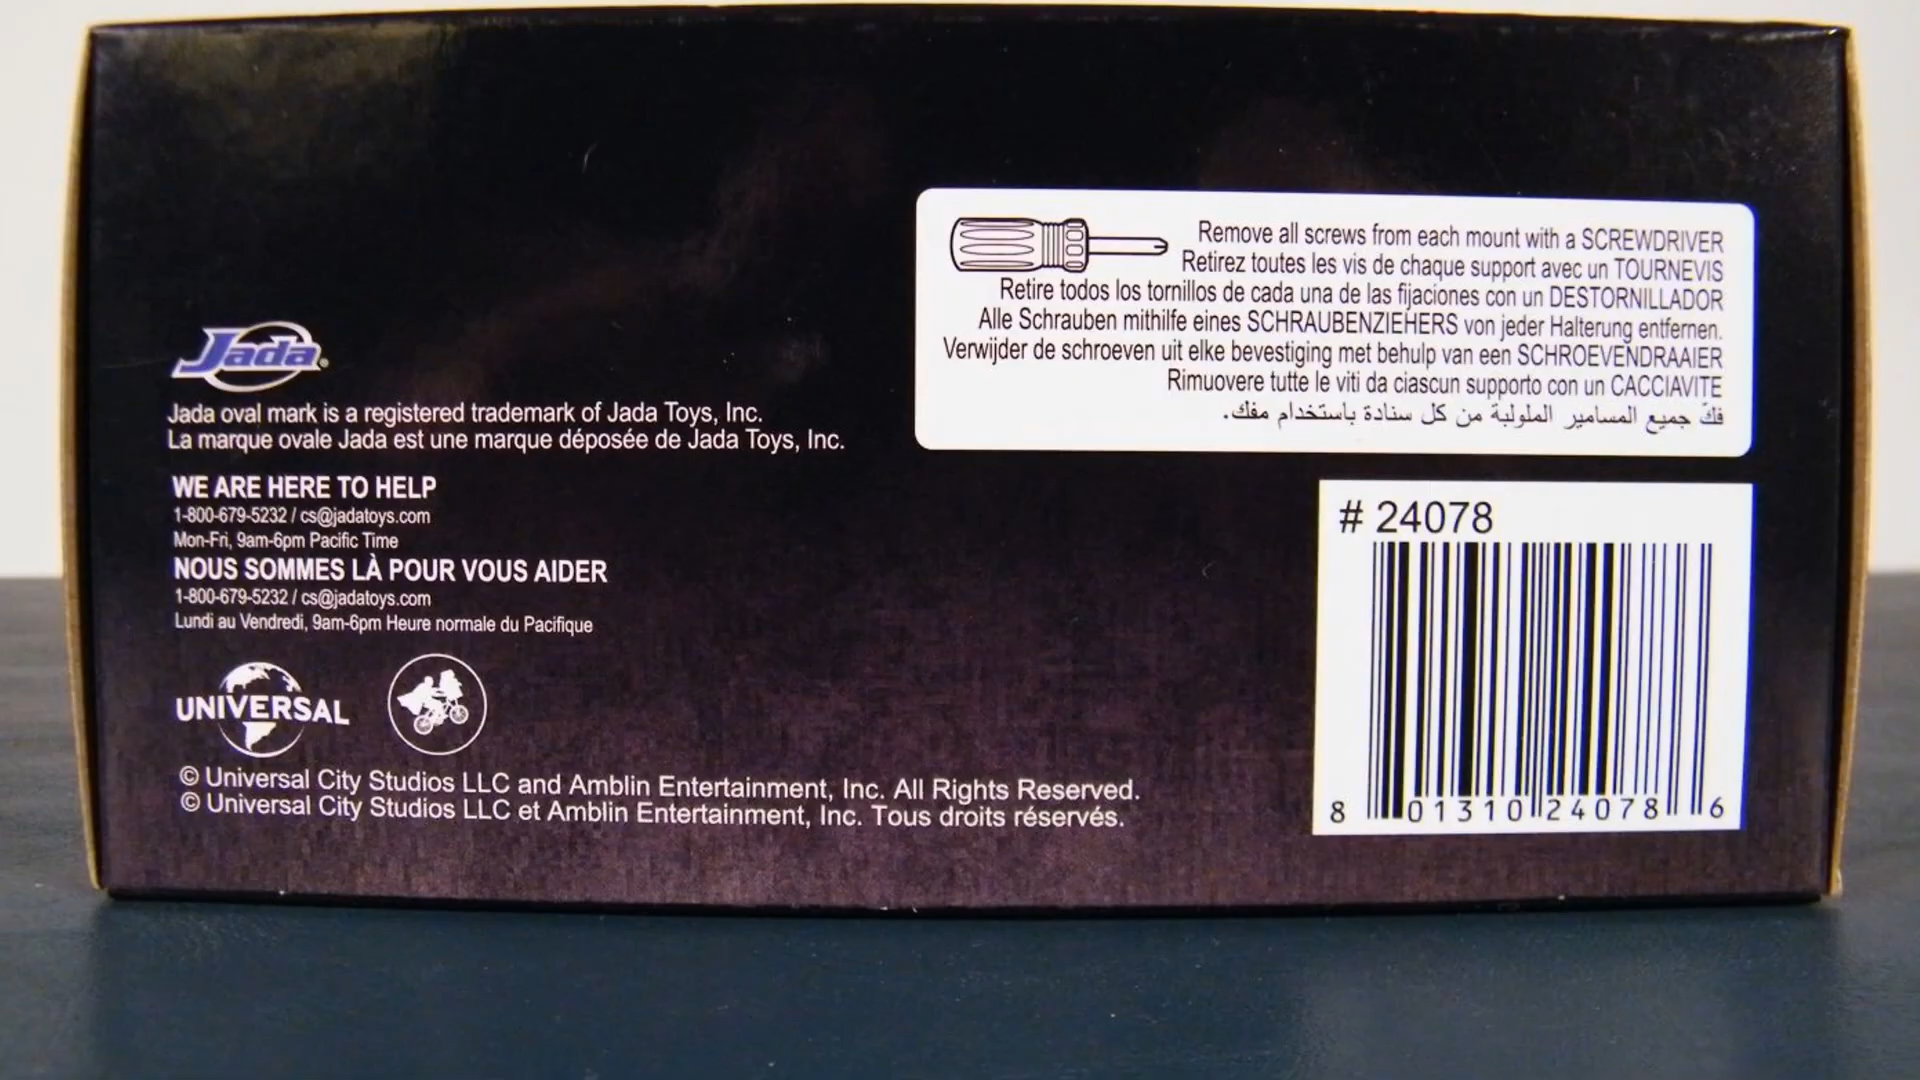 Jada
Jada oval mark is a registered trademark of Jada Toys, Inc.
La marque ovale Jada est une marque déposée de Jada Toys, Inc.
WE ARE HERE TO HELP
1-800-679-5232 / cs@jadatoys.com
Mon-Fri, 9am-6pm Pacific Time
NOUS SOMMES LÀ POUR VOUS AIDER
1-800-679-5232 / cs@jadatoys.com
Lundi au Vendredi, 9am-6pm Heure normale du Pacifique
UNIVERSAL
© Universal City Studios LLC and Amblin Entertainment, Inc. All Rights Reserved.
© Universal City Studios LLC et Amblin Entertainment, Inc. Tous droits réservés.
Remove all screws from each mount with a SCREWDRIVER
Retirez toutes les vis de chaque support avec un TOURNEVIS
Retire todos los tornillos de cada una de las fijaciones con un DESTORNILLADOR
Alle Schrauben mithilfe eines SCHRAUBENZIEHERS von jeder Halterung entfernen.
Verwijder de schroeven uit elke bevestiging met behulp van een SCHROEVENDRAAIER
Rimuovere tutte le viti da ciascun supporto con un CACCIAVITE
فكّ جميع المسامير الملولبة من كل سنادة باستخدام مفك.
# 24078
8 01310 24078 6